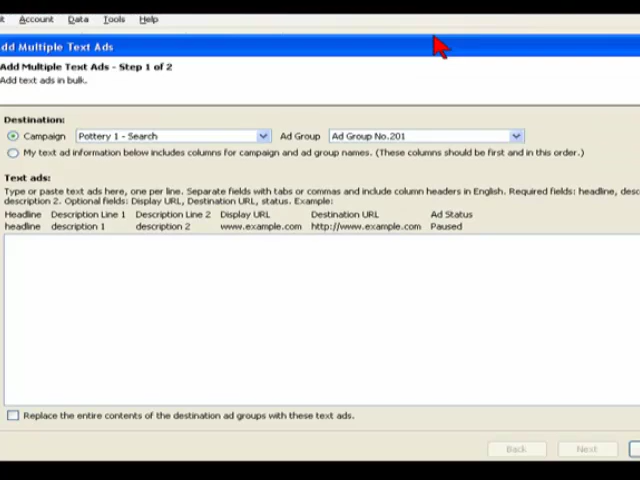 Account Data Tools Help
dd Multiple Text Ads
Add Multiple Text Ads - Step 1 of 2
Add text ads in bulk.
Destination:
Campaign Pottery 1 - Search Ad Group Ad Group No.201
My text ad information below includes columns for campaign and ad group names. (These columns should be first and in this order.)
Text ads:
Type or paste text ads here, one per line. Separate fields with tabs or commas and include column headers in English. Required fields: headline, desc
description 2. Optional fields: Display URL, Destination URL, status. Example:
Headline Description Line 1 Description Line 2 Display URL Destination URL Ad Status
headline description 1 description 2 www.example.com http://www.example.com Paused
Replace the entire contents of the destination ad groups with these text ads.
Back Next